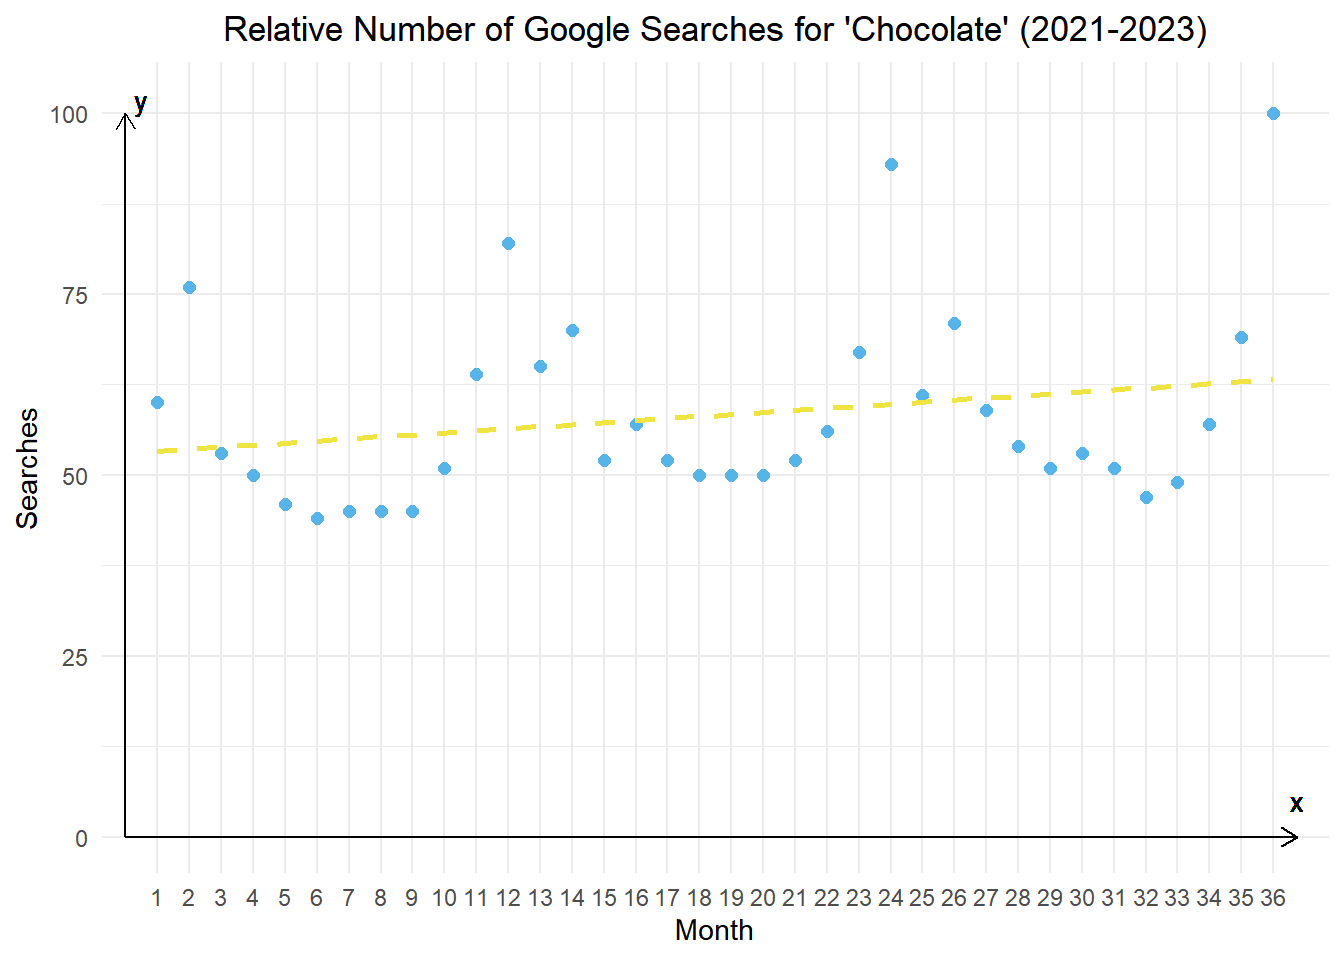 Relative Number of Google Searches for 'Chocolate' (2021-2023)
y
100
75
50
25
0
Searches
x
1 2 3 4 5 6 7 8 9 10 11 12 13 14 15 16 17 18 19 20 21 22 23 24 25 26 27 28 29 30 31 32 33 34 35 36
Month